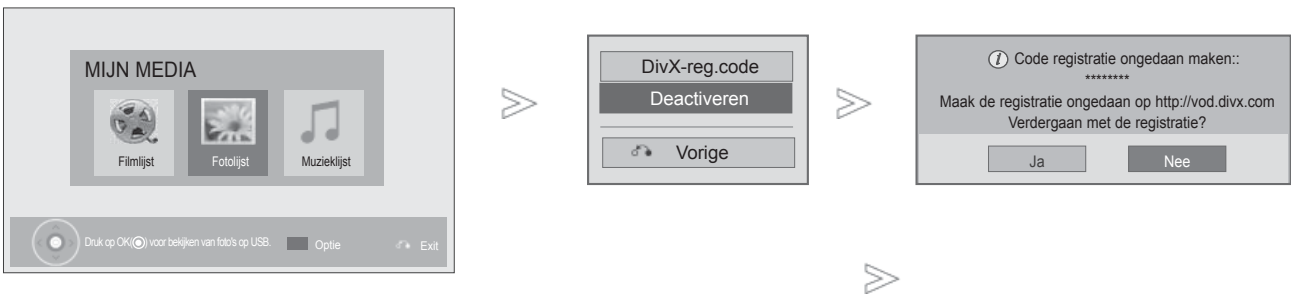 MIJN MEDIA
Filmlijst
Fotolijst
Muzieklijst
Druk op OK(◉) voor bekijken van foto's op USB.
Optie
Exit
DivX-reg.code
Deactiveren
Vorige
Code registratie ongedaan maken::
********
Maak de registratie ongedaan op http://vod.divx.com
Verdergaan met de registratie?
Ja
Nee